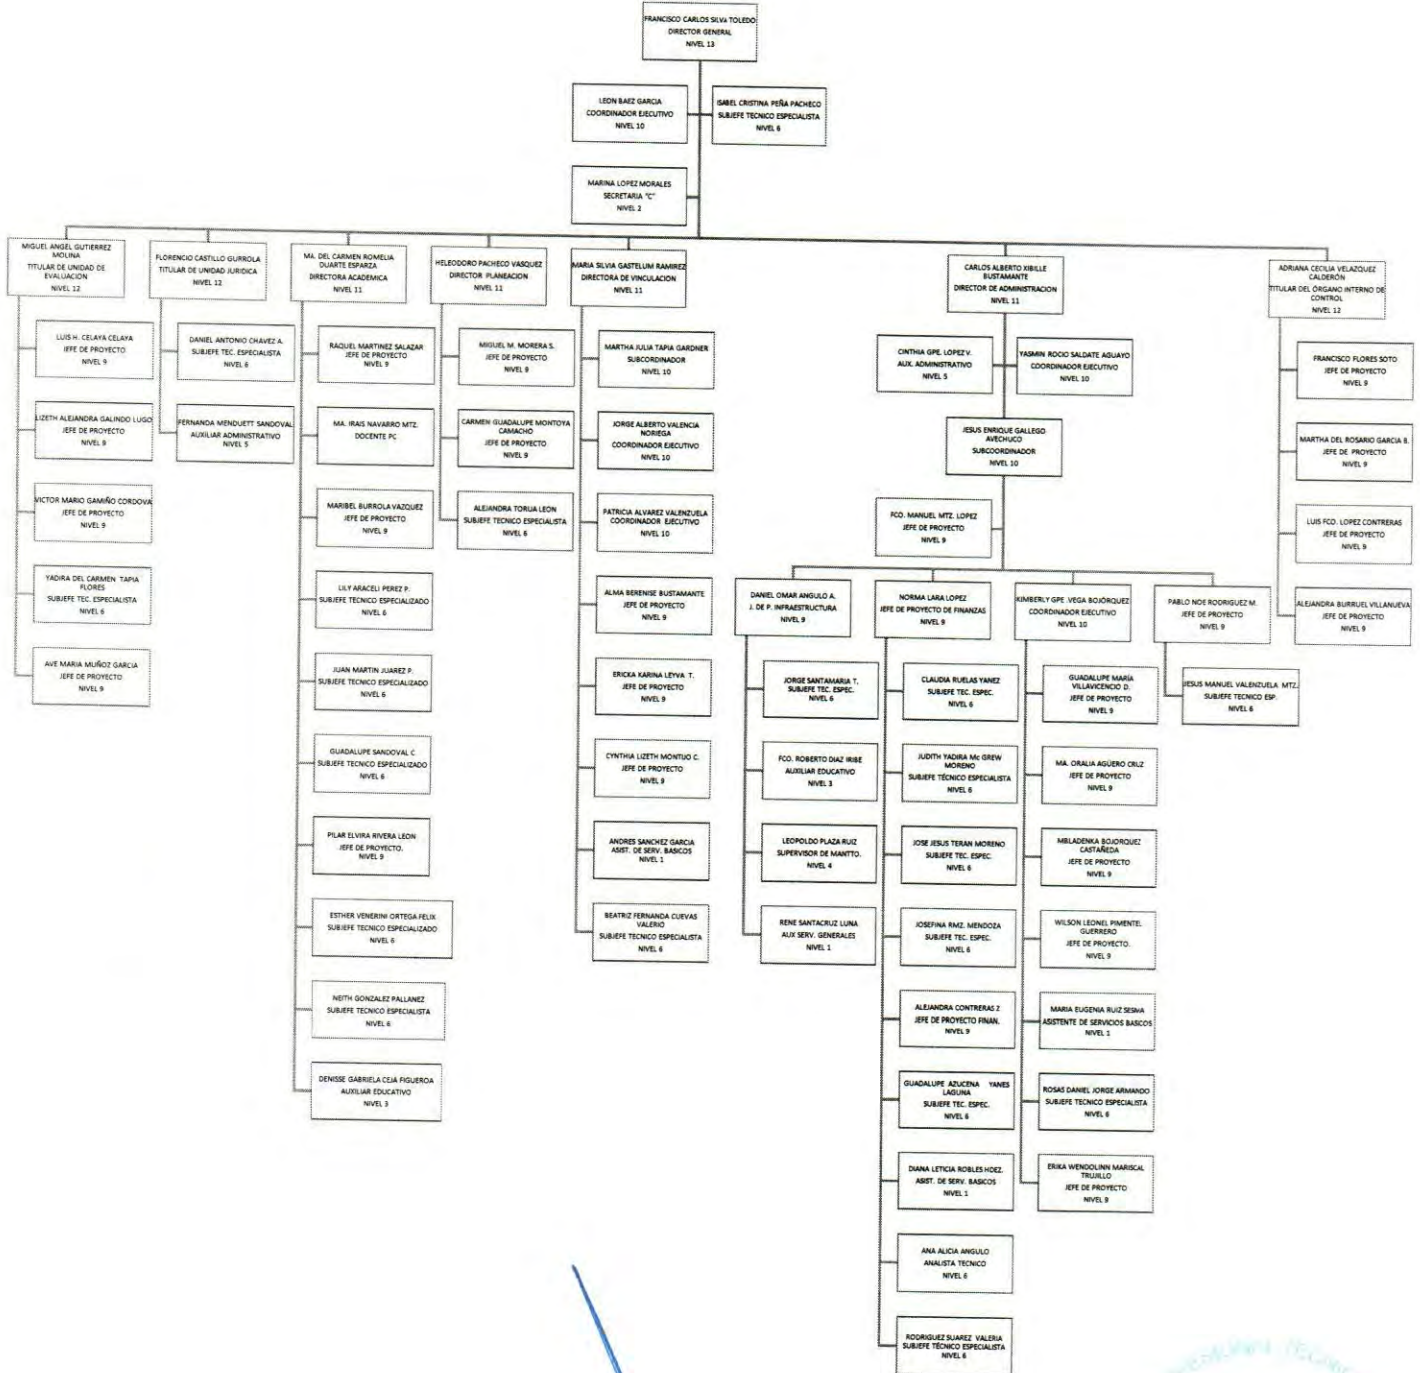 FRANCISCO CARLOS SILVA TOLEDO
DIRECTOR GENERAL
NIVEL 13
LEON BAEZ GARCIA
COORDINADOR EJECUTIVO
NIVEL 10
ISABEL CRISTINA PEÑA PACHECO
SUBJEFE TECNICO ESPECIALISTA
NIVEL 6
MARINA LOPEZ MORALES
SECRETARIA "C"
NIVEL 2
MIGUEL ANGEL GUTIERREZ
MOLINA
TITULAR DE UNIDAD DE
EVALUACION
NIVEL 12
LUIS H. CELAYA CELAYA
JEFE DE PROYECTO
NIVEL 9
LIZETH ALEJANDRA GALINDO LUGO
JEFE DE PROYECTO
NIVEL 9
VICTOR MARIO GAMIÑO CORDOVA
JEFE DE PROYECTO
NIVEL 9
YADIRA DEL CARMEN TAPIA
FLORES
SUBJEFE TEC. ESPECIALISTA
NIVEL 6
AVE MARIA MUÑOZ GARCIA
JEFE DE PROYECTO
NIVEL 9
FLORENCIO CASTILLO GURROLA
TITULAR DE UNIDAD JURIDICA
NIVEL 12
DANIEL ANTONIO CHAVEZ A.
SUBJEFE TEC. ESPECIALISTA
NIVEL 6
FERNANDA MENDUETT SANDOVAL
AUXILIAR ADMINISTRATIVO
NIVEL 5
MA. DEL CARMEN ROMELIA
DUARTE ESPARZA
DIRECTORA ACADEMICA
NIVEL 11
RAQUEL MARTINEZ SALAZAR
JEFE DE PROYECTO
NIVEL 9
MA. IRAIS NAVARRO MTZ.
DOCENTE PC
MARIBEL BURROLA VAZQUEZ
JEFE DE PROYECTO
NIVEL 9
LILY ARACELI PEREZ P.
SUBJEFE TECNICO ESPECIALIZADO
NIVEL 6
JUAN MARTIN JUAREZ P.
SUBJEFE TECNICO ESPECIALIZADO
NIVEL 6
GUADALUPE SANDOVAL C
SUBJEFE TECNICO ESPECIALIZADO
NIVEL 6
PILAR ELVIRA RIVERA LEON
JEFE DE PROYECTO.
NIVEL 9
ESTHER VENERINI ORTEGA FELIX
SUBJEFE TECNICO ESPECIALIZADO
NIVEL 6
NEITH GONZALEZ PALLANEZ
SUBJEFE TECNICO ESPECIALISTA
NIVEL 6
DENISSE GABRIELA CEJA FIGUEROA
AUXILIAR EDUCATIVO
NIVEL 3
HELEODORO PACHECO VASQUEZ
DIRECTOR PLANEACION
NIVEL 11
MIGUEL M. MORERA S.
JEFE DE PROYECTO
NIVEL 9
CARMEN GUADALUPE MONTOYA
CAMACHO
JEFE DE PROYECTO
NIVEL 9
ALEJANDRA TORUA LEON
SUBJEFE TECNICO ESPECIALISTA
NIVEL 6
MARIA SILVIA GASTELUM RAMIREZ
DIRECTORA DE VINCULACION
NIVEL 11
MARTHA JULIA TAPIA GARDNER
SUBCORDINADOR
NIVEL 10
JORGE ALBERTO VALENCIA
NORIEGA
COORDINADOR EJECUTIVO
NIVEL 10
PATRICIA ALVAREZ VALENZUELA
COORDINADOR EJECUTIVO
NIVEL 10
ALMA BERENISE BUSTAMANTE
JEFE DE PROYECTO
NIVEL 9
ERICKA KARINA LEYVA T.
JEFE DE PROYECTO
NIVEL 9
CYNTHIA LIZETH MONTIJO C.
JEFE DE PROYECTO
NIVEL 9
ANDRES SANCHEZ GARCIA
ASIST. DE SERV. BASICOS
NIVEL 1
BEATRIZ FERNANDA CUEVAS
VALERIO
SUBJEFE TECNICO ESPECIALISTA
NIVEL 6
CARLOS ALBERTO XIBILLE
BUSTAMANTE
DIRECTOR DE ADMINISTRACION
NIVEL 11
CINTHIA GPE. LOPEZ V.
AUX. ADMINISTRATIVO
NIVEL 5
YASMIN ROCIO SALDATE AGUAYO
COORDINADOR EJECUTIVO
NIVEL 10
JESUS ENRIQUE GALLEGO
AVECHUCO
SUBCOORDINADOR
NIVEL 10
FCO. MANUEL MTZ. LOPEZ
JEFE DE PROYECTO
NIVEL 9
DANIEL OMAR ANGULO A.
J. DE P. INFRAESTRUCTURA
NIVEL 9
JORGE SANTAMARIA T.
SUBJEFE TEC. ESPEC.
NIVEL 6
FCO. ROBERTO DIAZ IRIBE
AUXILIAR EDUCATIVO
NIVEL 3
LEOPOLDO PLAZA RUIZ
SUPERVISOR DE MANTTO.
NIVEL 4
RENE SANTACRUZ LUNA
AUX SERV. GENERALES
NIVEL 1
NORMA LARA LOPEZ
JEFE DE PROYECTO DE FINANZAS
NIVEL 9
CLAUDIA RUELAS YANEZ
SUBJEFE TEC. ESPEC.
NIVEL 6
JUDITH YADIRA Mc GREW
MORENO
SUBJEFE TÉCNICO ESPECIALISTA
NIVEL 6
JOSE JESUS TERAN MORENO
SUBJEFE TEC. ESPEC.
NIVEL 6
JOSEFINA RMZ. MENDOZA
SUBJEFE TEC. ESPEC.
NIVEL 6
ALEJANDRA CONTRERAS Z
JEFE DE PROYECTO FINAN.
NIVEL 9
GUADALUPE AZUCENA YANES
LAGUNA
SUBJEFE TEC. ESPEC.
NIVEL 6
DIANA LETICIA ROBLES HDEZ.
ASIST. DE SERV. BASICOS
NIVEL 1
ANA ALICIA ANGULO
ANALISTA TECNICO
NIVEL 6
RODRIGUEZ SUAREZ VALERIA
SUBJEFE TÉCNICO ESPECIALISTA
NIVEL 6
KIMBERLY GPE. VEGA BOJÓRQUEZ
COORDINADOR EJECUTIVO
NIVEL 10
GUADALUPE MARÍA
VILLAVICENCIO D.
JEFE DE PROYECTO
NIVEL 9
MA. ORALIA AGÜERO CRUZ
JEFE DE PROYECTO
NIVEL 9
MBLADENKA BOJORQUEZ
CASTAÑEDA
JEFE DE PROYECTO
NIVEL 9
WILSON LEONEL PIMENTEL
GUERRERO
JEFE DE PROYECTO.
NIVEL 9
MARIA EUGENIA RUIZ SESMA
ASISTENTE DE SERVICIOS BASICOS
NIVEL 1
ROSAS DANIEL JORGE ARMANDO
SUBJEFE TECNICO ESPECIALISTA
NIVEL 6
ERIKA WENDOLINN MARISCAL
TRUJILLO
JEFE DE PROYECTO
NIVEL 9
PABLO NOE RODRIGUEZ M.
JEFE DE PROYECTO
NIVEL 9
JESUS MANUEL VALENZUELA MTZ.
SUBJEFE TECNICO ESP.
NIVEL 6
ADRIANA CECILIA VELAZQUEZ
CALDERÓN
TITULAR DEL ÓRGANO INTERNO DE
CONTROL
NIVEL 12
FRANCISCO FLORES SOTO
JEFE DE PROYECTO
NIVEL 9
MARTHA DEL ROSARIO GARCIA B.
JEFE DE PROYECTO
NIVEL 9
LUIS FCO. LOPEZ CONTRERAS
JEFE DE PROYECTO
NIVEL 9
ALEJANDRA BURRUEL VILLANUEVA
JEFE DE PROYECTO
NIVEL 9